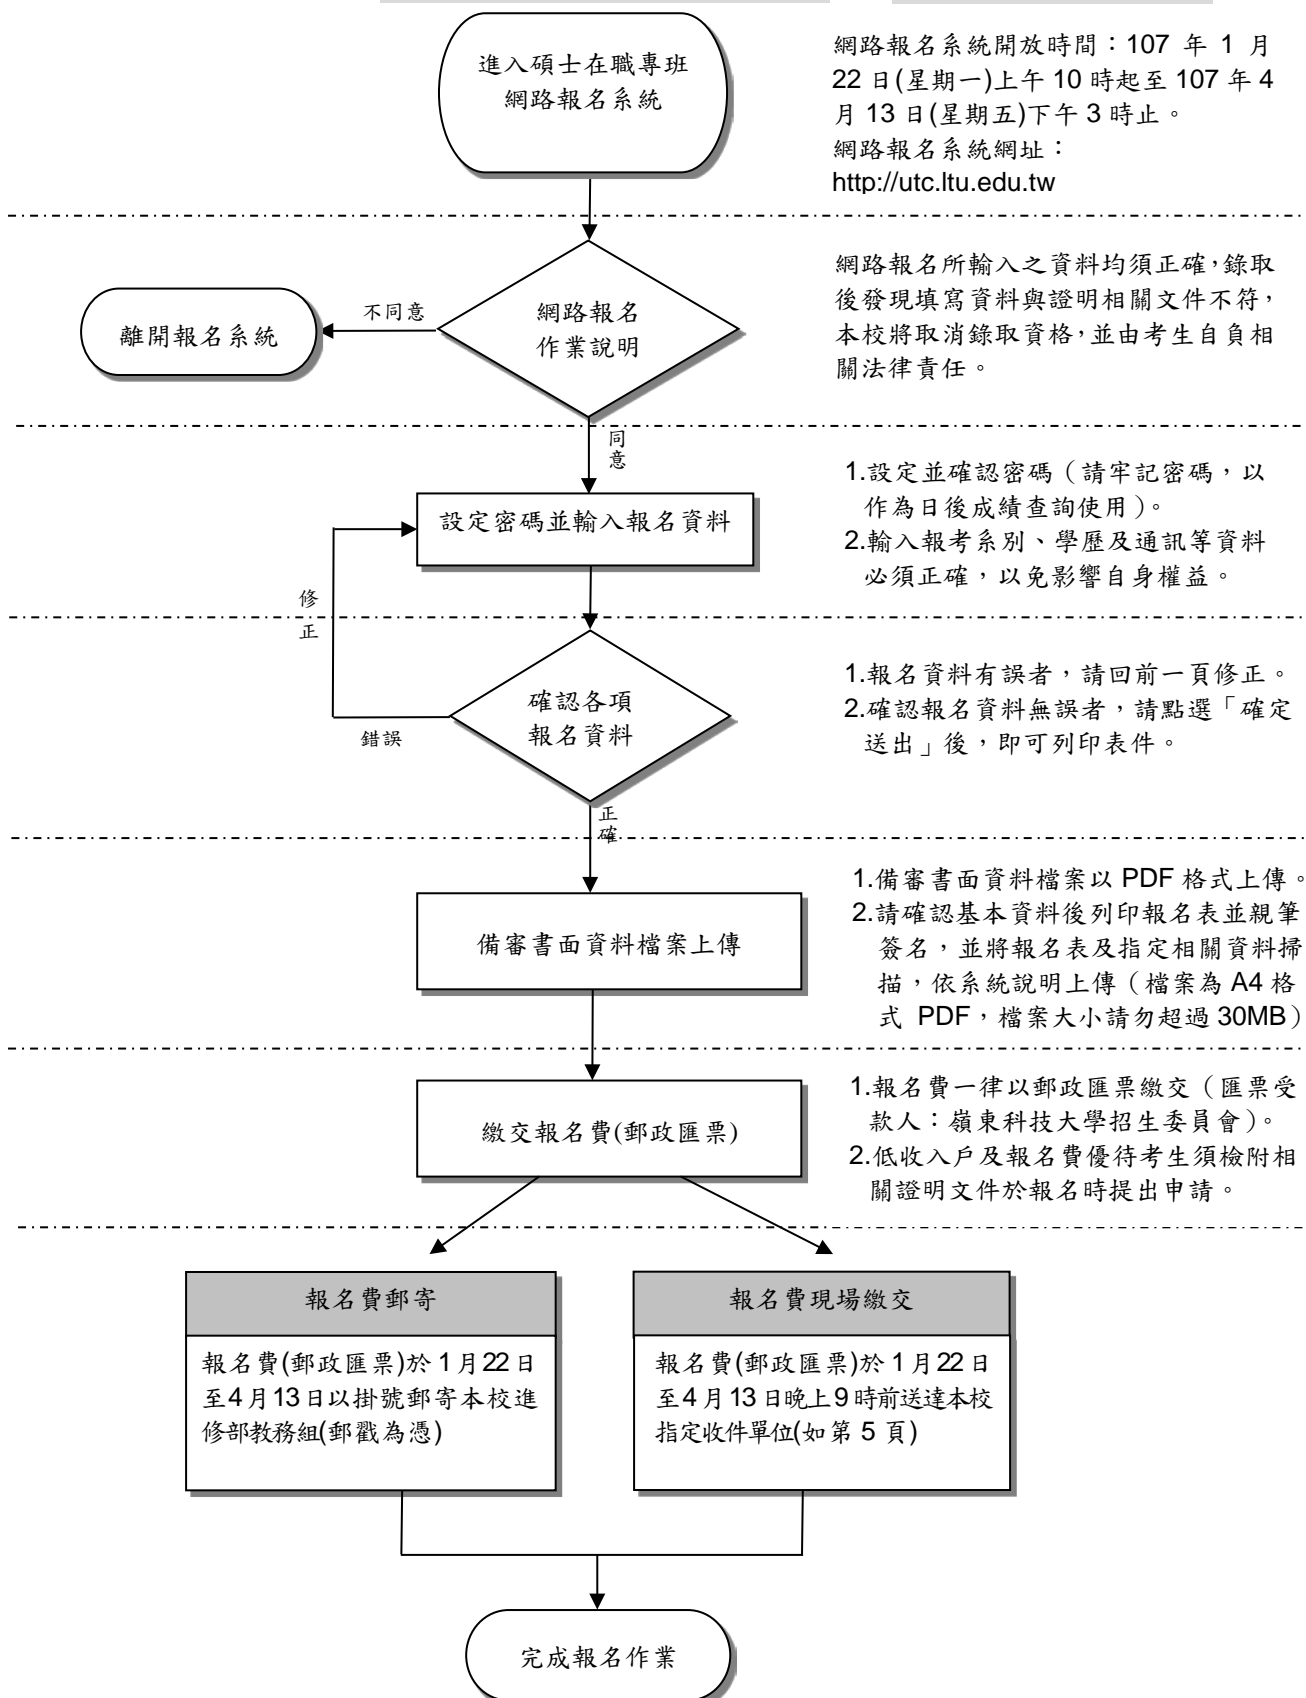 進入碩士在職專班
網路報名系統
網路報名系統開放時間：107 年 1 月
22 日(星期一)上午 10 時起至 107 年 4
月 13 日(星期五)下午 3 時止。
網路報名系統網址：
http://utc.ltu.edu.tw
離開報名系統
不同意
網路報名
作業說明
網路報名所輸入之資料均須正確，錄取
後發現填寫資料與證明相關文件不符，
本校將取消錄取資格，並由考生自負相
關法律責任。
同
意
設定密碼並輸入報名資料
1.設定並確認密碼（請牢記密碼，以
作為日後成績查詢使用）。
2.輸入報考系別、學歷及通訊等資料
必須正確，以免影響自身權益。
修
正
錯誤
確認各項
報名資料
1.報名資料有誤者，請回前一頁修正。
2.確認報名資料無誤者，請點選「確定
送出」後，即可列印表件。
正
確
備審書面資料檔案上傳
1.備審書面資料檔案以 PDF 格式上傳。
2.請確認基本資料後列印報名表並親筆
簽名，並將報名表及指定相關資料掃
描，依系統說明上傳（檔案為 A4 格
式 PDF，檔案大小請勿超過 30MB）
繳交報名費(郵政匯票)
1.報名費一律以郵政匯票繳交（匯票受
款人：嶺東科技大學招生委員會）。
2.低收入戶及報名費優待考生須檢附相
關證明文件於報名時提出申請。
報名費郵寄
報名費(郵政匯票)於 1 月 22 日
至 4 月 13 日以掛號郵寄本校進
修部教務組(郵戳為憑)
報名費現場繳交
報名費(郵政匯票)於 1 月 22 日
至 4 月 13 日晚上 9 時前送達本校
指定收件單位(如第 5 頁)
完成報名作業